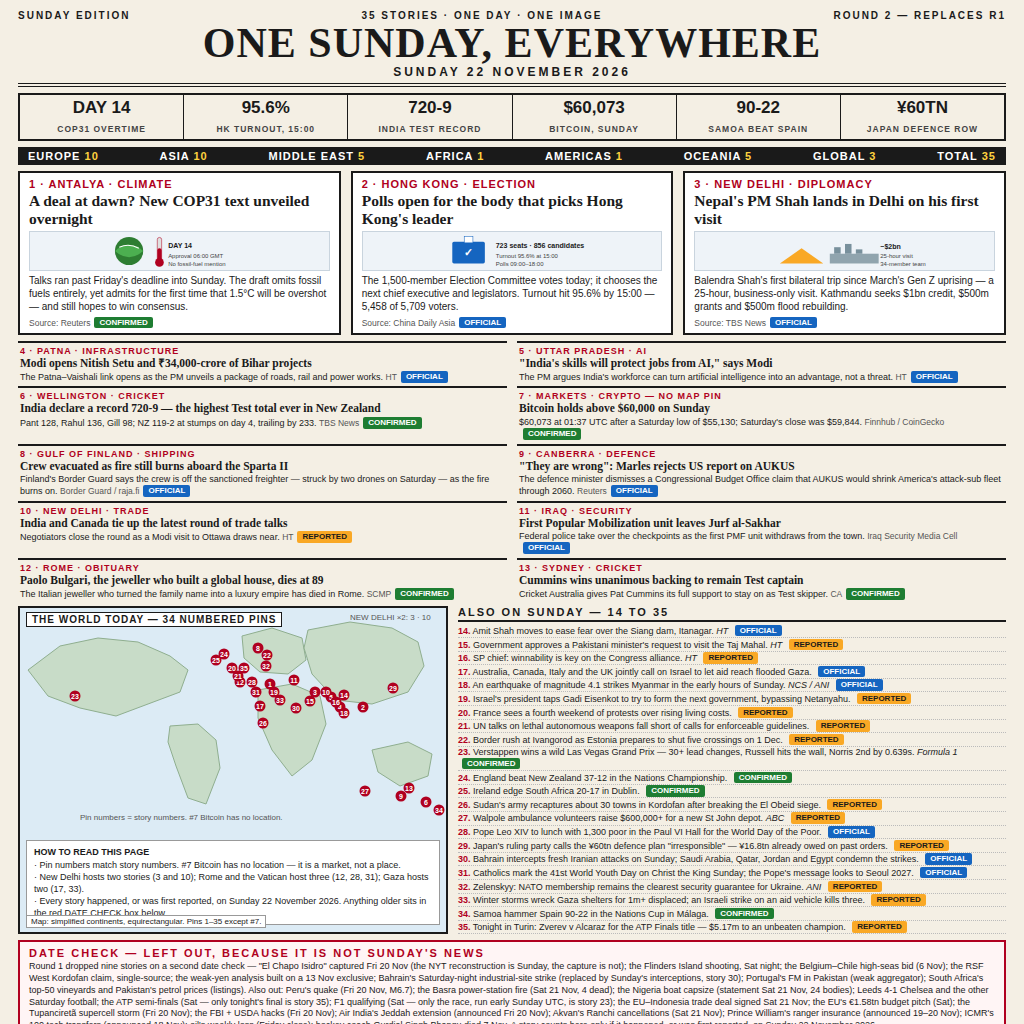 SUNDAY EDITION
35 STORIES · ONE DAY · ONE IMAGE
ROUND 2 — REPLACES R1
ONE SUNDAY, EVERYWHERE
SUNDAY 22 NOVEMBER 2026
DAY 14
COP31 OVERTIME
95.6%
HK TURNOUT, 15:00
720-9
INDIA TEST RECORD
$60,073
BITCOIN, SUNDAY
90-22
SAMOA BEAT SPAIN
¥60TN
JAPAN DEFENCE ROW
EUROPE 10 ASIA 10 MIDDLE EAST 5 AFRICA 1 AMERICAS 1 OCEANIA 5 GLOBAL 3 TOTAL 35
1 · ANTALYA · CLIMATE
A deal at dawn? New COP31 text unveiled
overnight
DAY 14
Approval 06:00 GMT
No fossil-fuel mention
Talks ran past Friday's deadline into Sunday. The draft omits fossil
fuels entirely, yet admits for the first time that 1.5°C will be overshot
— and still hopes to win consensus.
Source: Reuters CONFIRMED
2 · HONG KONG · ELECTION
Polls open for the body that picks Hong
Kong's leader
✓
723 seats · 856 candidates
Turnout 95.6% at 15:00
Polls 09:00–18:00
The 1,500-member Election Committee votes today; it chooses the
next chief executive and legislators. Turnout hit 95.6% by 15:00 —
5,458 of 5,709 voters.
Source: China Daily Asia OFFICIAL
3 · NEW DELHI · DIPLOMACY
Nepal's PM Shah lands in Delhi on his first
visit
~$2bn
25-hour visit
34-member team
Balendra Shah's first bilateral trip since March's Gen Z uprising — a
25-hour, business-only visit. Kathmandu seeks $1bn credit, $500m
grants and $500m flood rebuilding.
Source: TBS News OFFICIAL
4 · PATNA · INFRASTRUCTURE
Modi opens Nitish Setu and ₹34,000-crore of Bihar projects
The Patna–Vaishali link opens as the PM unveils a package of roads, rail and power works. HT OFFICIAL
5 · UTTAR PRADESH · AI
"India's skills will protect jobs from AI," says Modi
The PM argues India's workforce can turn artificial intelligence into an advantage, not a threat. HT OFFICIAL
6 · WELLINGTON · CRICKET
India declare a record 720-9 — the highest Test total ever in New Zealand
Pant 128, Rahul 136, Gill 98; NZ 119-2 at stumps on day 4, trailing by 233. TBS News CONFIRMED
7 · MARKETS · CRYPTO — NO MAP PIN
Bitcoin holds above $60,000 on Sunday
$60,073 at 01:37 UTC after a Saturday low of $55,130; Saturday's close was $59,844. Finnhub / CoinGecko
CONFIRMED
8 · GULF OF FINLAND · SHIPPING
Crew evacuated as fire still burns aboard the Sparta II
Finland's Border Guard says the crew is off the sanctioned freighter — struck by two drones on Saturday — as the fire
burns on. Border Guard / raja.fi OFFICIAL
9 · CANBERRA · DEFENCE
"They are wrong": Marles rejects US report on AUKUS
The defence minister dismisses a Congressional Budget Office claim that AUKUS would shrink America's attack-sub fleet
through 2060. Reuters OFFICIAL
10 · NEW DELHI · TRADE
India and Canada tie up the latest round of trade talks
Negotiators close the round as a Modi visit to Ottawa draws near. HT REPORTED
11 · IRAQ · SECURITY
First Popular Mobilization unit leaves Jurf al-Sakhar
Federal police take over the checkpoints as the first PMF unit withdraws from the town. Iraq Security Media Cell
OFFICIAL
12 · ROME · OBITUARY
Paolo Bulgari, the jeweller who built a global house, dies at 89
The Italian jeweller who turned the family name into a luxury empire has died in Rome. SCMP CONFIRMED
13 · SYDNEY · CRICKET
Cummins wins unanimous backing to remain Test captain
Cricket Australia gives Pat Cummins its full support to stay on as Test skipper. CA CONFIRMED
THE WORLD TODAY — 34 NUMBERED PINS
NEW DELHI ×2: 3 · 10
8
24
25
22
32
20
35
21
12
28
1
11
31
19
33
17
30
15
3
10
14
16
18
2
29
23
26
27
13
9
6
34
Pin numbers = story numbers. #7 Bitcoin has no location.
HOW TO READ THIS PAGE
· Pin numbers match story numbers. #7 Bitcoin has no location — it is a market, not a place.
· New Delhi hosts two stories (3 and 10); Rome and the Vatican host three (12, 28, 31); Gaza hosts
two (17, 33).
· Every story happened, or was first reported, on Sunday 22 November 2026. Anything older sits in
the red DATE CHECK box below.
Map: simplified continents, equirectangular. Pins 1–35 except #7.
ALSO ON SUNDAY — 14 TO 35
14. Amit Shah moves to ease fear over the Siang dam, Itanagar. HT OFFICIAL
15. Government approves a Pakistani minister's request to visit the Taj Mahal. HT REPORTED
16. SP chief: winnability is key on the Congress alliance. HT REPORTED
17. Australia, Canada, Italy and the UK jointly call on Israel to let aid reach flooded Gaza. OFFICIAL
18. An earthquake of magnitude 4.1 strikes Myanmar in the early hours of Sunday. NCS / ANI OFFICIAL
19. Israel's president taps Gadi Eisenkot to try to form the next government, bypassing Netanyahu. REPORTED
20. France sees a fourth weekend of protests over rising living costs. REPORTED
21. UN talks on lethal autonomous weapons fall short of calls for enforceable guidelines. REPORTED
22. Border rush at Ivangorod as Estonia prepares to shut five crossings on 1 Dec. REPORTED
23. Verstappen wins a wild Las Vegas Grand Prix — 30+ lead changes, Russell hits the wall, Norris 2nd by 0.639s. Formula 1
CONFIRMED
24. England beat New Zealand 37-12 in the Nations Championship. CONFIRMED
25. Ireland edge South Africa 20-17 in Dublin. CONFIRMED
26. Sudan's army recaptures about 30 towns in Kordofan after breaking the El Obeid siege. REPORTED
27. Walpole ambulance volunteers raise $600,000+ for a new St John depot. ABC REPORTED
28. Pope Leo XIV to lunch with 1,300 poor in the Paul VI Hall for the World Day of the Poor. OFFICIAL
29. Japan's ruling party calls the ¥60tn defence plan "irresponsible" — ¥16.8tn already owed on past orders. REPORTED
30. Bahrain intercepts fresh Iranian attacks on Sunday; Saudi Arabia, Qatar, Jordan and Egypt condemn the strikes. OFFICIAL
31. Catholics mark the 41st World Youth Day on Christ the King Sunday; the Pope's message looks to Seoul 2027. OFFICIAL
32. Zelenskyy: NATO membership remains the clearest security guarantee for Ukraine. ANI REPORTED
33. Winter storms wreck Gaza shelters for 1m+ displaced; an Israeli strike on an aid vehicle kills three. REPORTED
34. Samoa hammer Spain 90-22 in the Nations Cup in Málaga. CONFIRMED
35. Tonight in Turin: Zverev v Alcaraz for the ATP Finals title — $5.17m to an unbeaten champion. REPORTED
DATE CHECK — LEFT OUT, BECAUSE IT IS NOT SUNDAY'S NEWS
Round 1 dropped nine stories on a second date check — "El Chapo Isidro" captured Fri 20 Nov (the NYT reconstruction is Sunday, the capture is not); the Flinders Island shooting, Sat night; the Belgium–Chile high-seas bid (6 Nov); the RSF
West Kordofan claim, single-source; the weak-yen analysis built on a 13 Nov exclusive; Bahrain's Saturday-night industrial-site strike (replaced by Sunday's interceptions, story 30); Portugal's FM in Pakistan (weak aggregator); South Africa's
top-50 vineyards and Pakistan's petrol prices (listings). Also out: Peru's quake (Fri 20 Nov, M6.7); the Basra power-station fire (Sat 21 Nov, 4 dead); the Nigeria boat capsize (statement Sat 21 Nov, 24 bodies); Leeds 4-1 Chelsea and the other
Saturday football; the ATP semi-finals (Sat — only tonight's final is story 35); F1 qualifying (Sat — only the race, run early Sunday UTC, is story 23); the EU–Indonesia trade deal signed Sat 21 Nov; the EU's €1.58tn budget pitch (Sat); the
Tupanciretã supercell storm (Fri 20 Nov); the FBI + USDA hacks (Fri 20 Nov); Air India's Jeddah extension (announced Fri 20 Nov); Akvan's Ranchi cancellations (Sat 21 Nov); Prince William's ranger insurance (announced 19–20 Nov); ICMR's